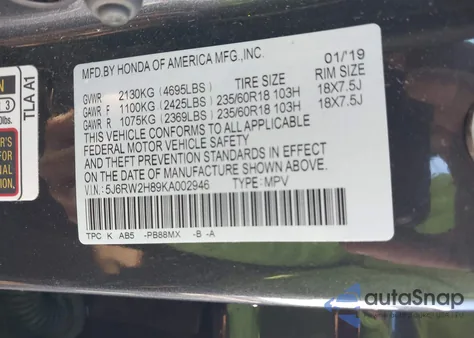 MFD.BY HONDA OF AMERICA MFG.,INC. 01/'19
GVWR 2130KG (4695LBS) TIRE SIZE RIM SIZE
GAWR F 1100KG (2425LBS) 235/60R18 103H 18X7.5J
GAWR R 1075KG (2369LBS) 235/60R18 103H 18X7.5J
THIS VEHICLE CONFORMS TO ALL APPLICABLE
FEDERAL MOTOR VEHICLE SAFETY
AND THEFT PREVENTION STANDARDS IN EFFECT
ON THE DATE OF MANUFACTURE SHOWN ABOVE.
V.I.N.:5J6RW2H89KA002946 TYPE:MPV
TPC K AB5 -PB88MX -B -A
TLA A1
N
3
Lbs.
autoSnap